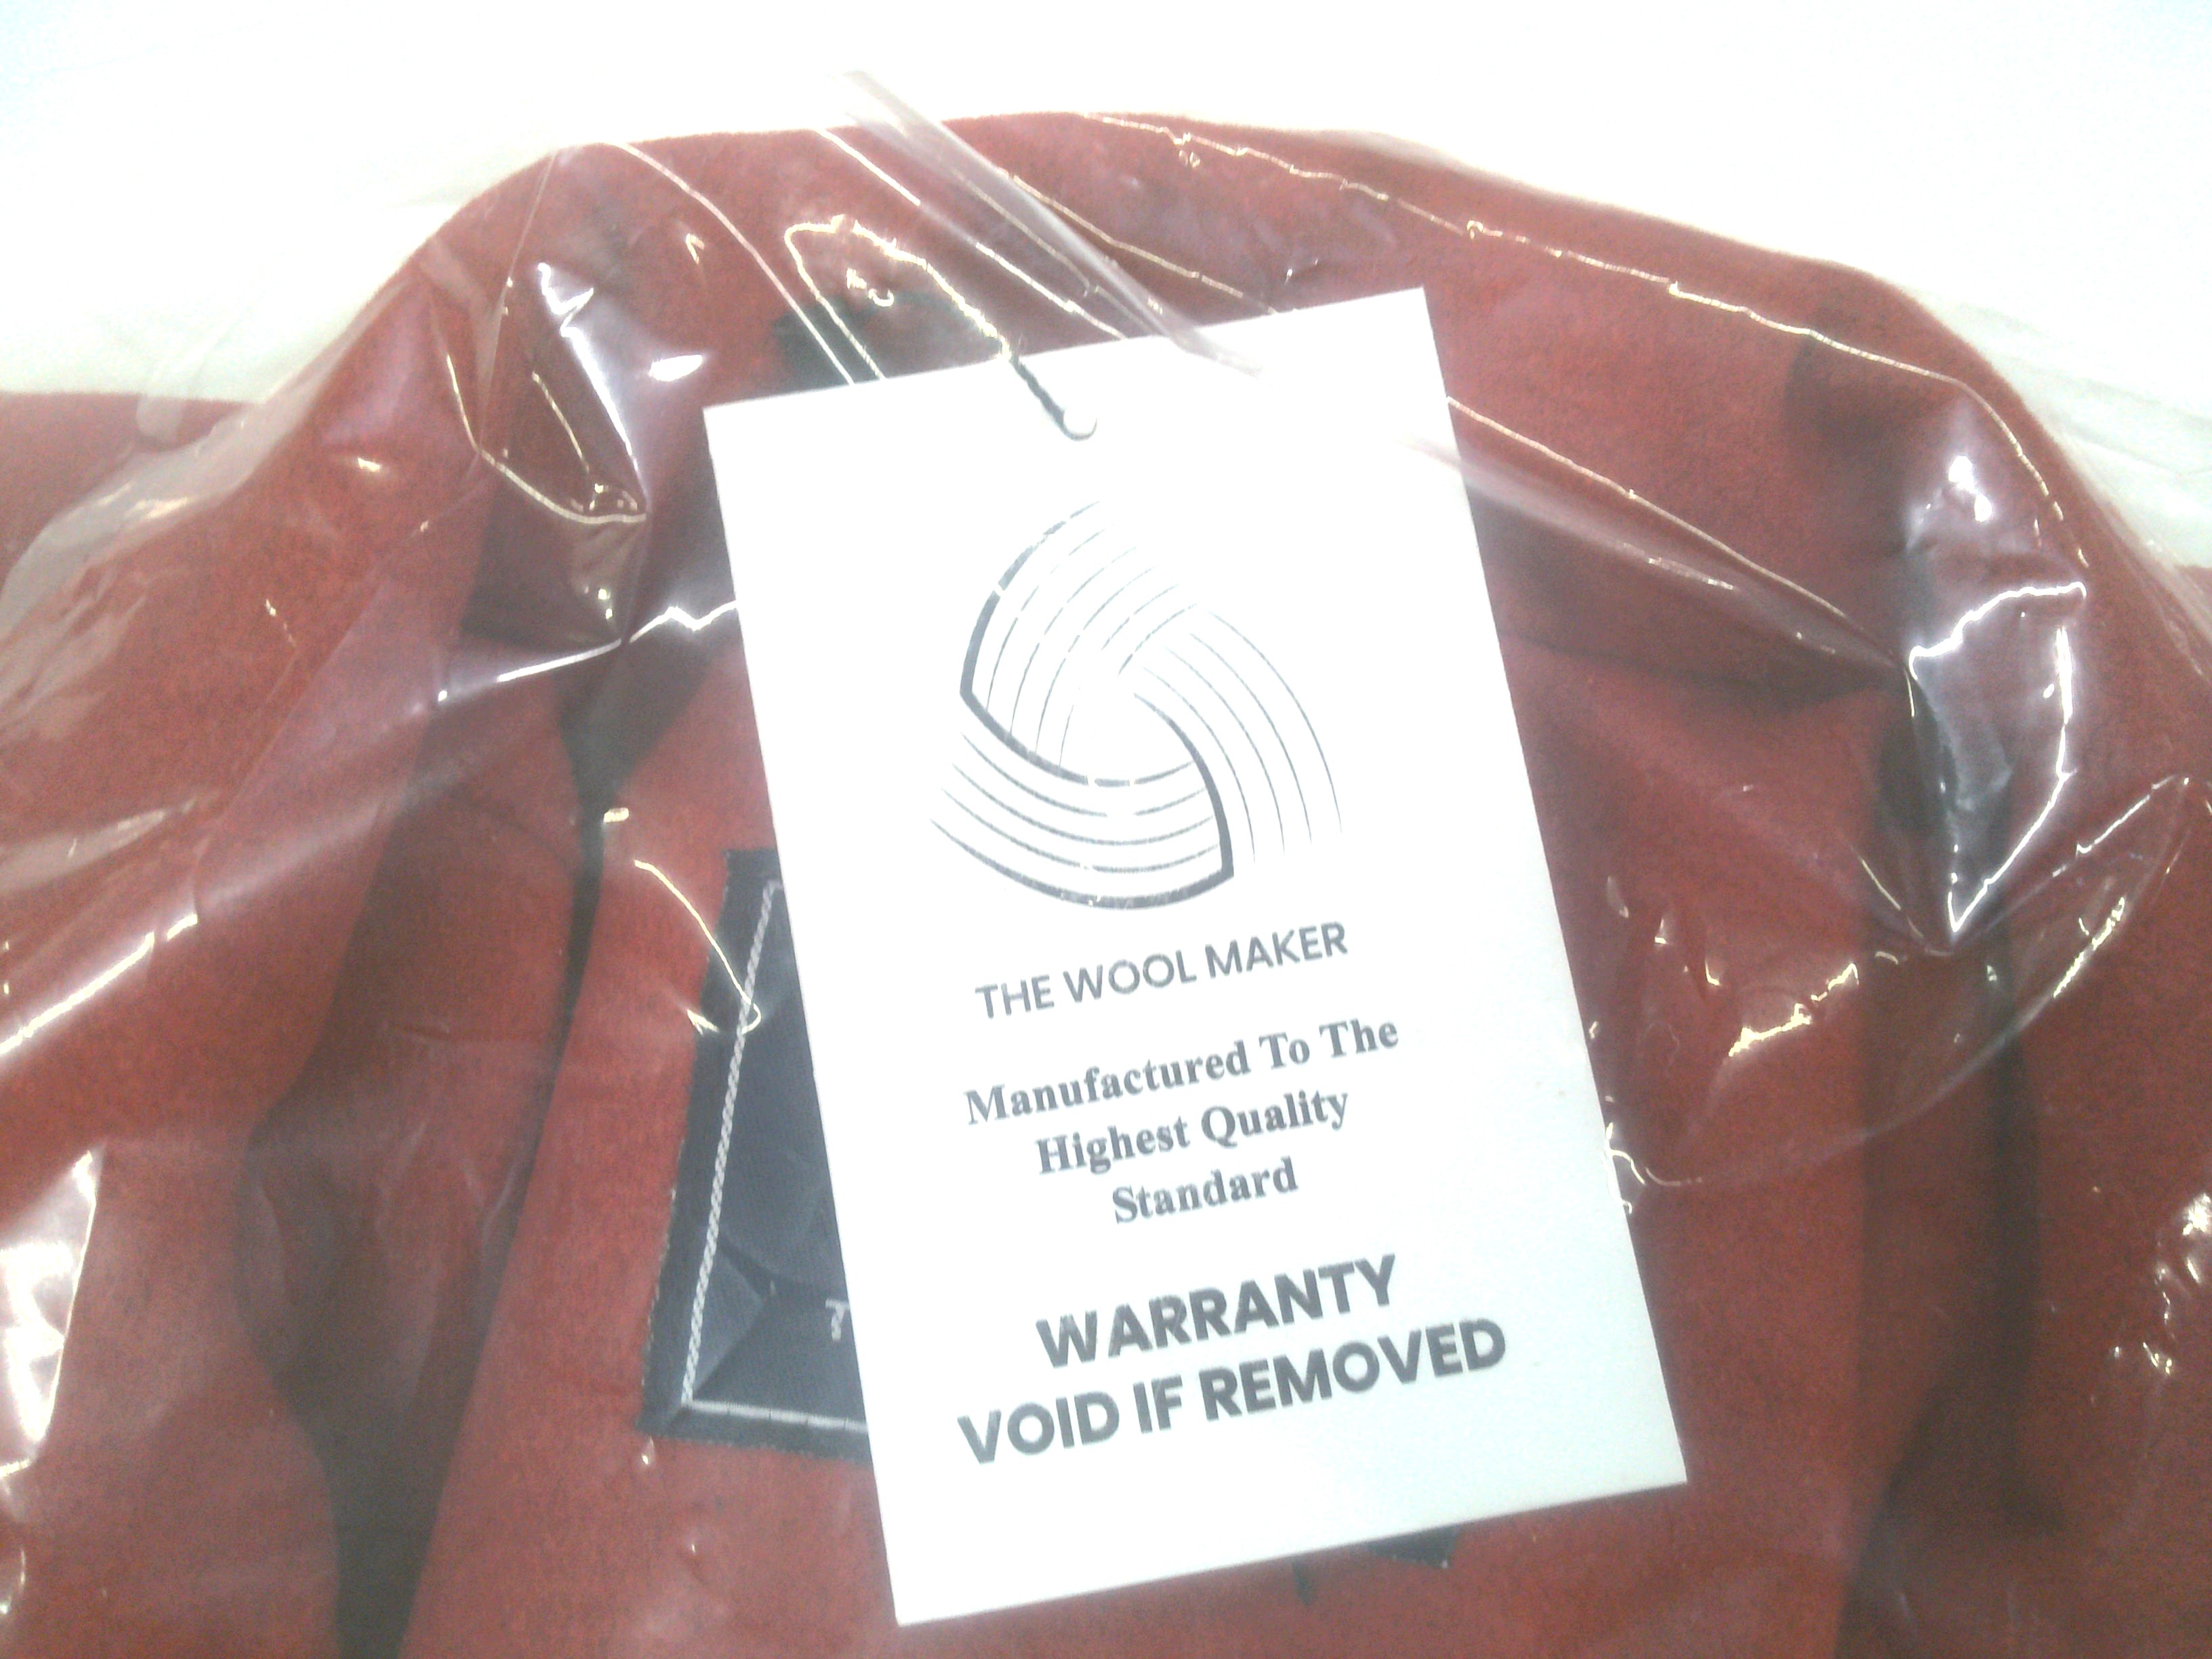 THE WOOL MAKER
Manufactured To The
Highest Quality
Standard
WARRANTY
VOID IF REMOVED
T